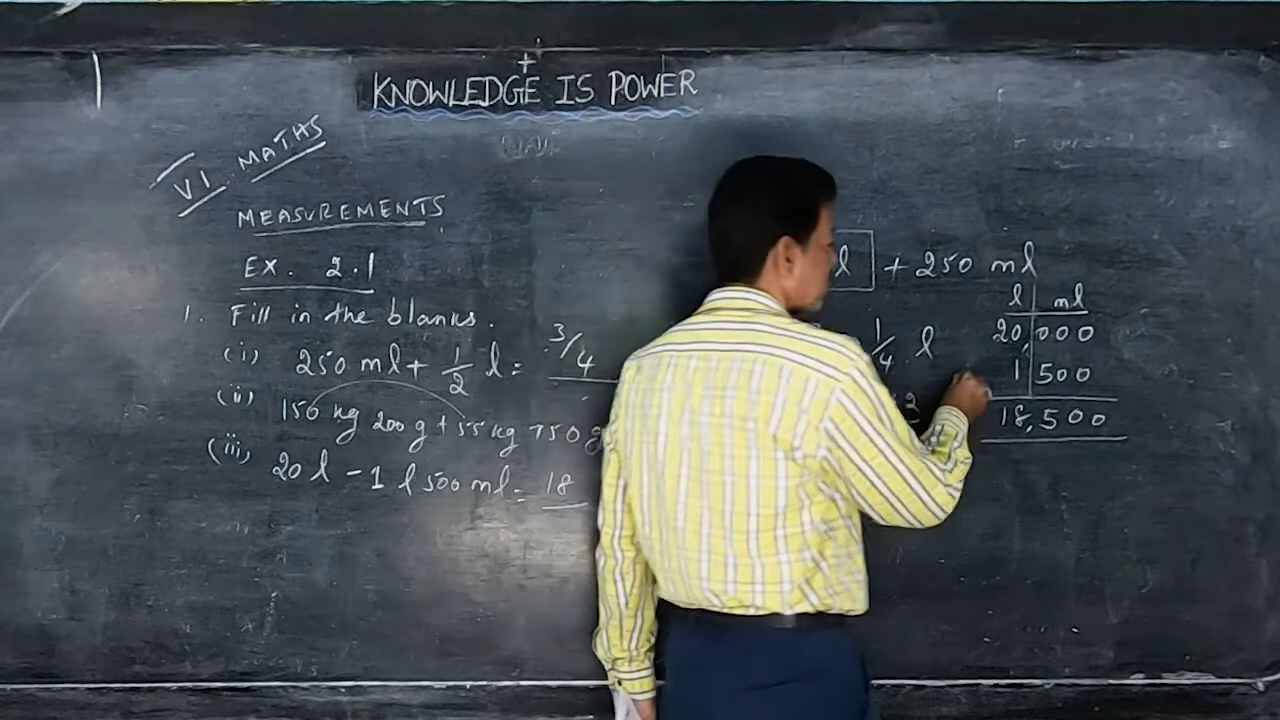 KNOWLEDGE IS POWER
VI MATHS
MEASUREMENTS
EX. 2.1
1. Fill in the blanks.
(i) 250 ml + 1/2 l = 3/4
(ii) 150 kg 200 g + 55 kg 750 g
(iii) 20 l - 1 l 500 ml = 18
l + 250 ml
1/4 l
2
l | ml
20,000
1 500
18,500